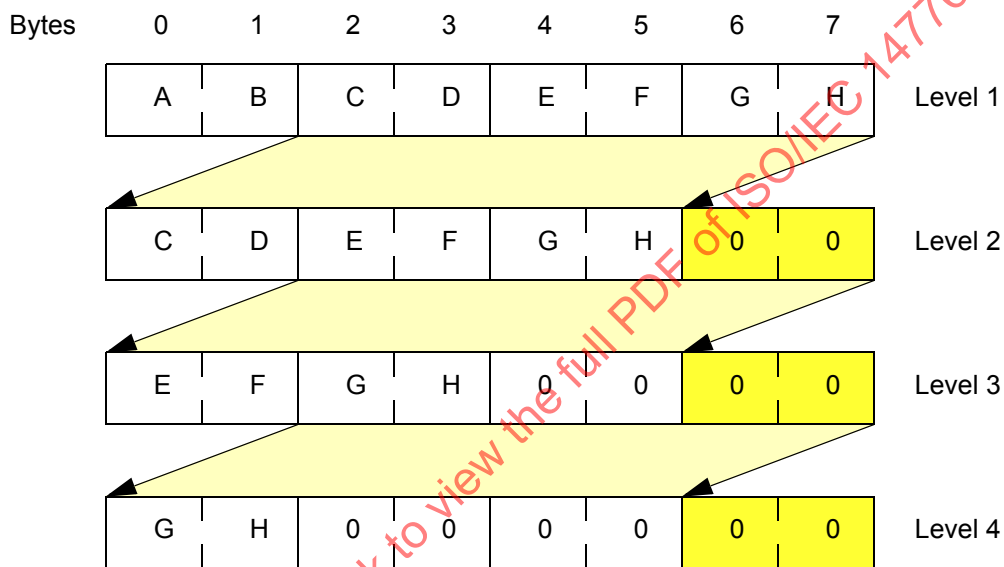 Bytes 0 1 2 3 4 5 6 7
A B C D E F G H Level 1
C D E F G H 0 0 Level 2
E F G H 0 0 0 0 Level 3
G H 0 0 0 0 0 0 Level 4
k to view the full PDF of ISO/IEC 1477